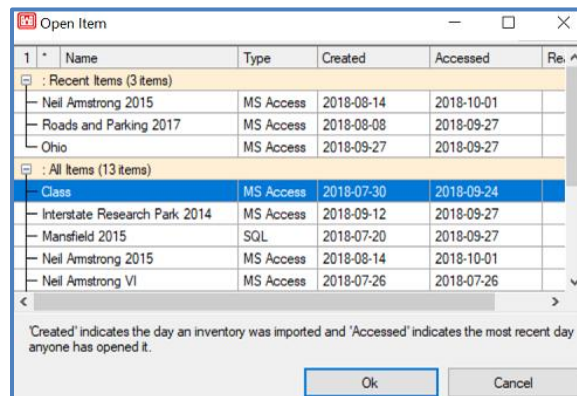 Open Item
1 * Name Type Created Accessed Re
: Recent Items (3 items)
Neil Armstrong 2015 MS Access 2018-08-14 2018-10-01
Roads and Parking 2017 MS Access 2018-08-08 2018-09-27
Ohio MS Access 2018-09-27 2018-09-27
: All Items (13 items)
Class MS Access 2018-07-30 2018-09-24
Interstate Research Park 2014 MS Access 2018-09-12 2018-09-27
Mansfield 2015 SQL 2018-07-20 2018-09-27
Neil Armstrong 2015 MS Access 2018-08-14 2018-10-01
Neil Armstrong VI MS Access 2018-07-26 2018-07-26
'Created' indicates the day an inventory was imported and 'Accessed' indicates the most recent day
anyone has opened it.
Ok Cancel